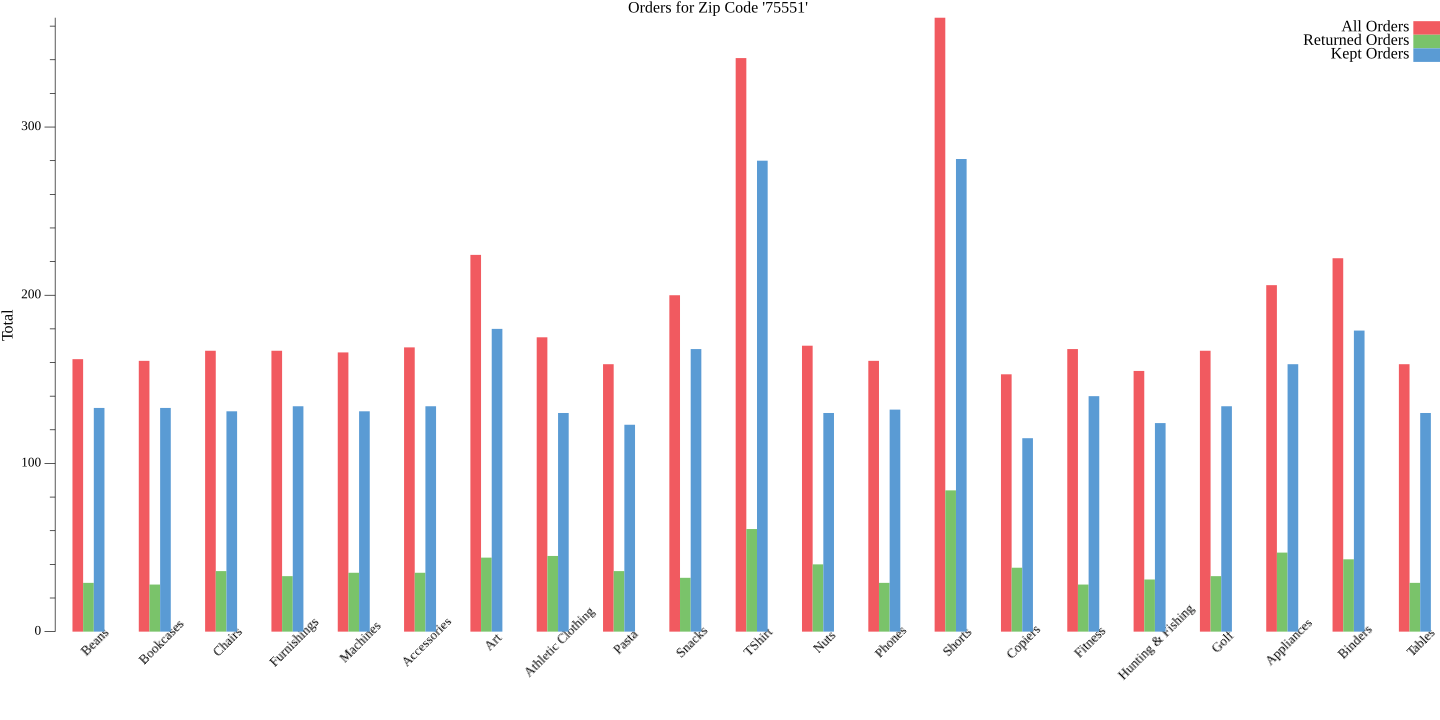 Orders for Zip Code '75551'
All Orders
Returned Orders
Kept Orders
Total
300
200
100
0
Beans
Bookcases
Chairs
Furnishings
Machines
Accessories
Art
Athletic Clothing
Pasta
Snacks
TShirt
Nuts
Phones
Shorts
Copiers
Fitness
Hunting & Fishing
Golf
Appliances
Binders
Tables